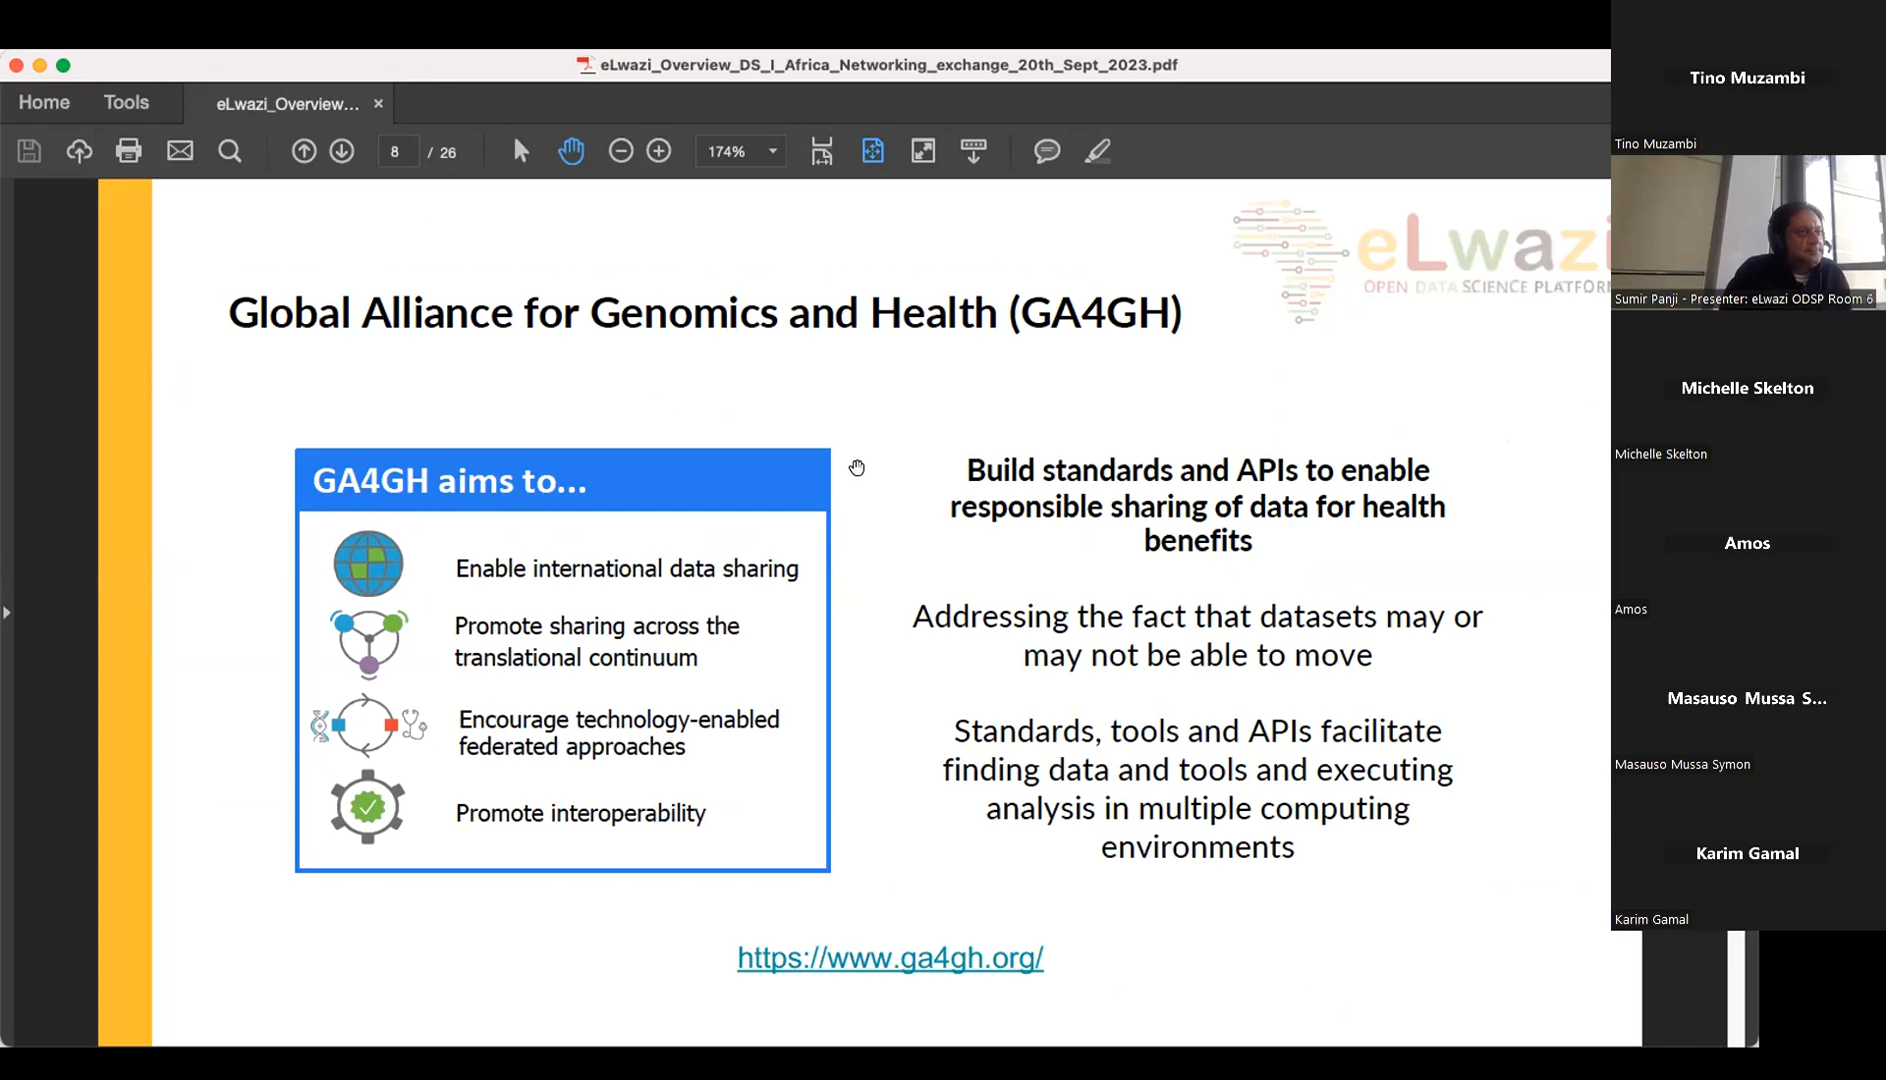 eLwazi_Overview_DS_I_Africa_Networking_exchange_20th_Sept_2023.pdf
Home
Tools
eLwazi_Overview...
8 / 26
174%
eLwazi
OPEN DATA SCIENCE PLATFORM
Global Alliance for Genomics and Health (GA4GH)
GA4GH aims to...
Enable international data sharing
Promote sharing across the
translational continuum
Encourage technology-enabled
federated approaches
Promote interoperability
Build standards and APIs to enable
responsible sharing of data for health
benefits
Addressing the fact that datasets may or
may not be able to move
Standards, tools and APIs facilitate
finding data and tools and executing
analysis in multiple computing
environments
https://www.ga4gh.org/
Tino Muzambi
Tino Muzambi
Sumir Panji - Presenter: eLwazi ODSP Room 6
Michelle Skelton
Michelle Skelton
Amos
Amos
Masauso Mussa S...
Masauso Mussa Symon
Karim Gamal
Karim Gamal